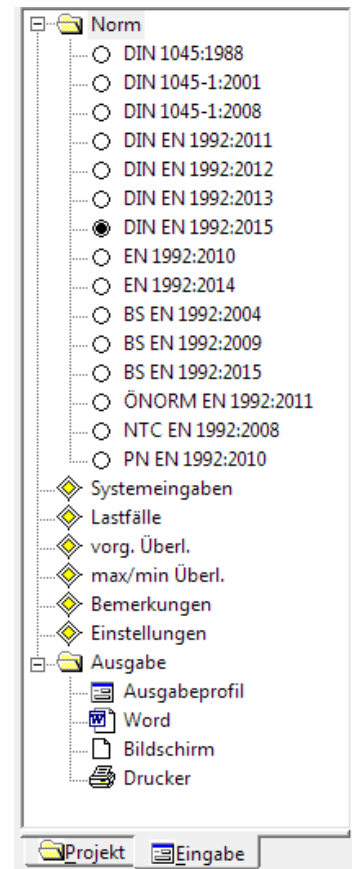 Norm
DIN 1045:1988
DIN 1045-1:2001
DIN 1045-1:2008
DIN EN 1992:2011
DIN EN 1992:2012
DIN EN 1992:2013
DIN EN 1992:2015
EN 1992:2010
EN 1992:2014
BS EN 1992:2004
BS EN 1992:2009
BS EN 1992:2015
ÖNORM EN 1992:2011
NTC EN 1992:2008
PN EN 1992:2010
Systemeingaben
Lastfälle
vorg. Überl.
max/min Überl.
Bemerkungen
Einstellungen
Ausgabe
Ausgabeprofil
Word
Bildschirm
Drucker
Projekt Eingabe